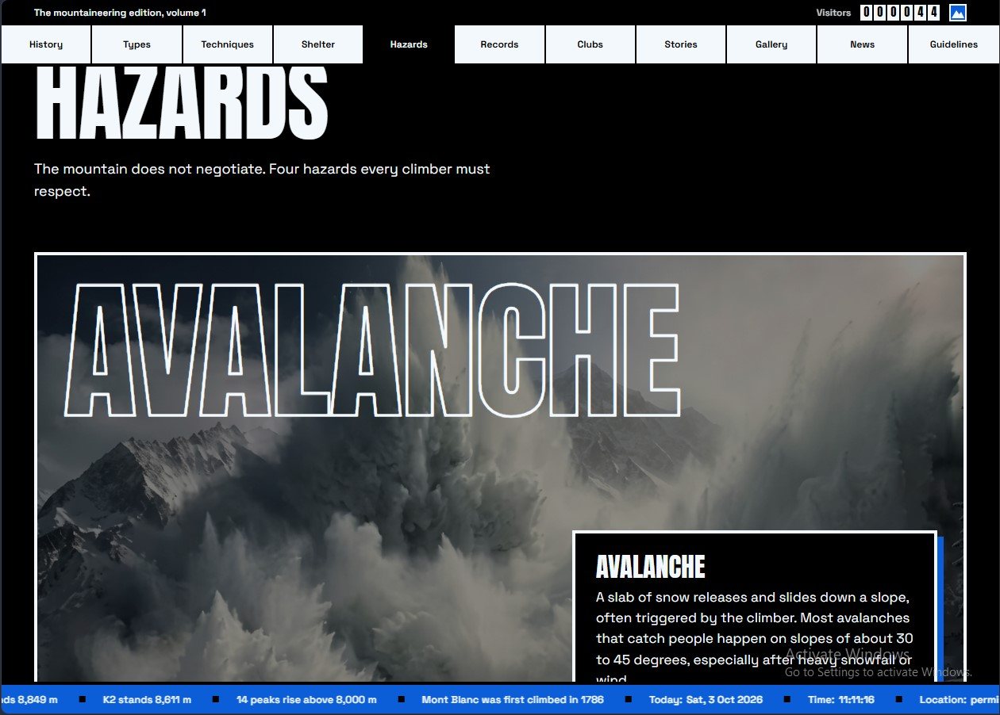 The mountaineering edition, volume 1
Visitors 000044
History Types Techniques Shelter Hazards Records Clubs Stories Gallery News Guidelines
HAZARDS
The mountain does not negotiate. Four hazards every climber must
respect.
AVALANCHE
AVALANCHE
A slab of snow releases and slides down a slope,
often triggered by the climber. Most avalanches
that catch people happen on slopes of about 30
to 45 degrees, especially after heavy snowfall or
wind
Activate Windows
Go to Settings to activate Windows.
nds 8,849 m ■ K2 stands 8,611 m ■ 14 peaks rise above 8,000 m ■ Mont Blanc was first climbed in 1786 ■ Today: Sat, 3 Oct 2026 ■ Time: 11:11:16 ■ Location: permi